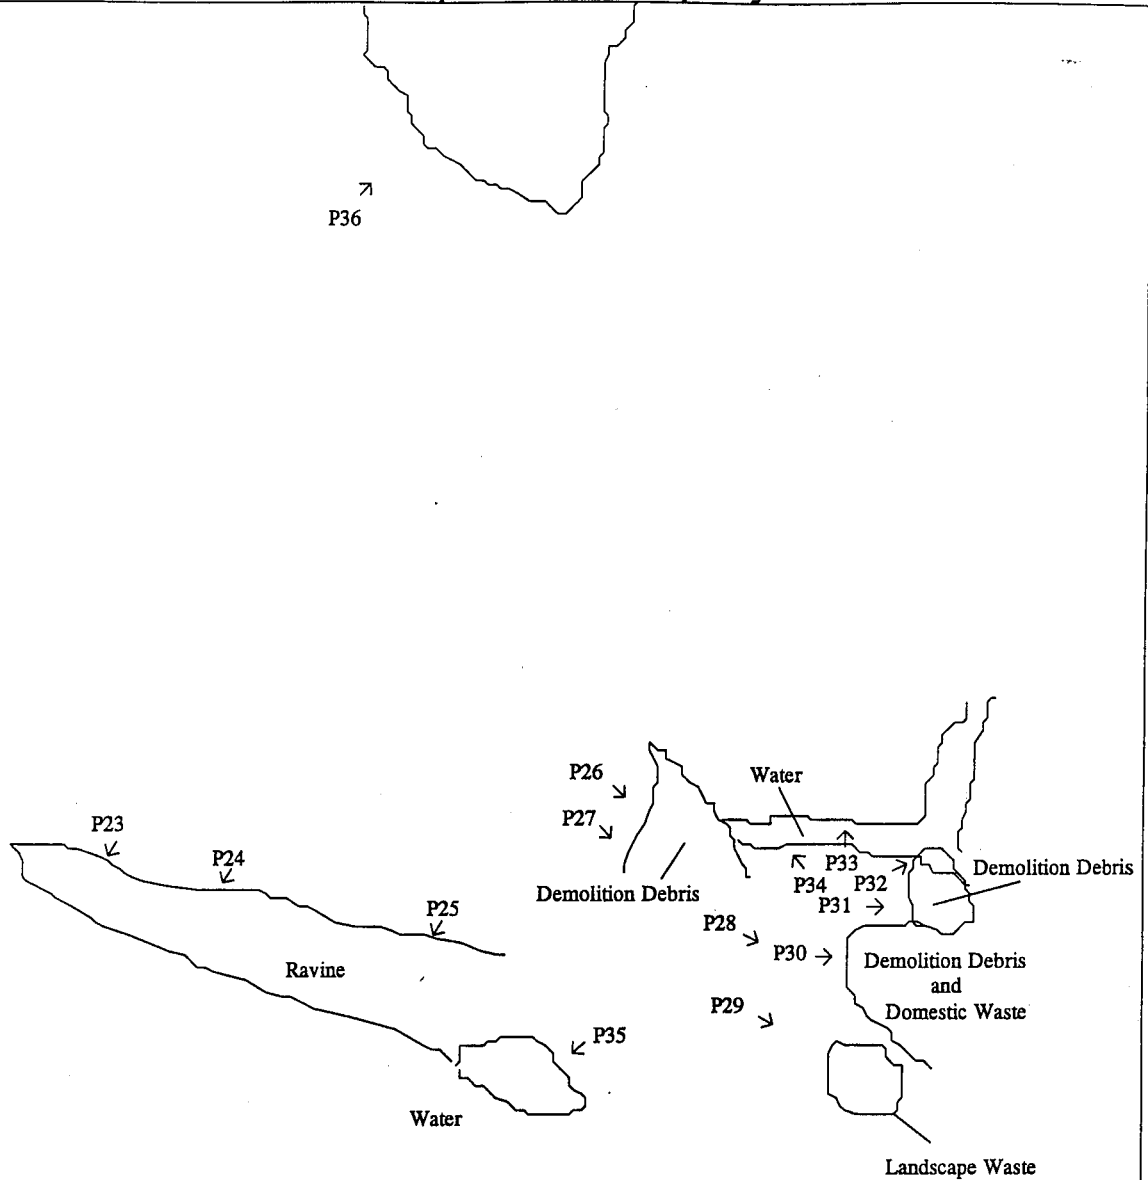 P36
P26
Water
P27
P23
P33
P24
P34
P32
Demolition Debris
Demolition Debris
P31
P25
P28
P30
Demolition Debris
and
Domestic Waste
Ravine
P29
P35
Water
Landscape Waste